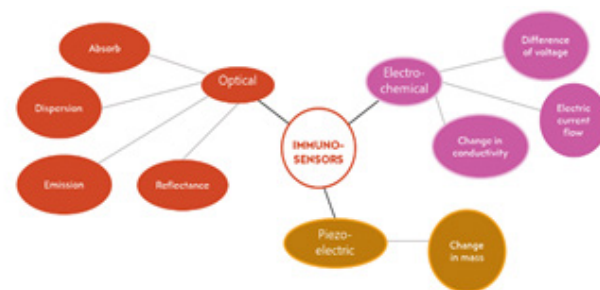 Absorb
Optical
Dispersion
Emission
Reflectance
IMMUNO-
SENSORS
Electro-
chemical
Difference
of voltage
Electric
current
flow
Change in
conductivity
Piezo-
electric
Change
in mass